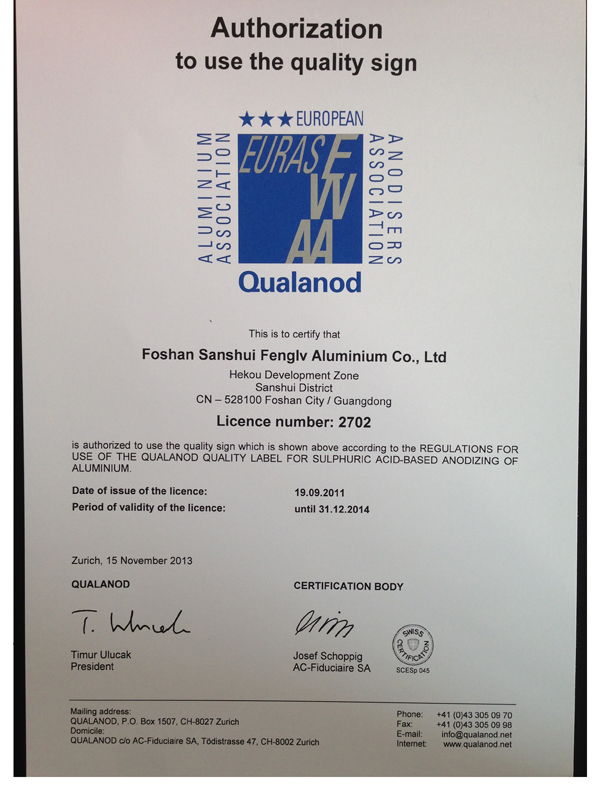 Authorization
to use the quality sign
★★★EUROPEAN
ALUMINIUM
ASSOCIATION
EURAS
EWAA
ASSOCIATION
ANODISERS
Qualanod
This is to certify that
Foshan Sanshui Fenglv Aluminium Co., Ltd
Hekou Development Zone
Sanshui District
CN – 528100 Foshan City / Guangdong
Licence number: 2702
is authorized to use the quality sign which is shown above according to the REGULATIONS FOR
USE OF THE QUALANOD QUALITY LABEL FOR SULPHURIC ACID-BASED ANODIZING OF
ALUMINIUM.
Date of issue of the licence: 19.09.2011
Period of validity of the licence: until 31.12.2014
Zurich, 15 November 2013
QUALANOD CERTIFICATION BODY
T. Ulucak
Timur Ulucak Josef Schoppig
President AC-Fiduciaire SA
SWISS
CERTIFICATION
SCESp 045
Mailing address:
QUALANOD, P.O. Box 1507, CH-8027 Zurich
Domicile:
QUALANOD c/o AC-Fiduciaire SA, Tödistrasse 47, CH-8002 Zurich
Phone: +41 (0)43 305 09 70
Fax: +41 (0)43 305 09 98
E-mail: info@qualanod.net
Internet: www.qualanod.net